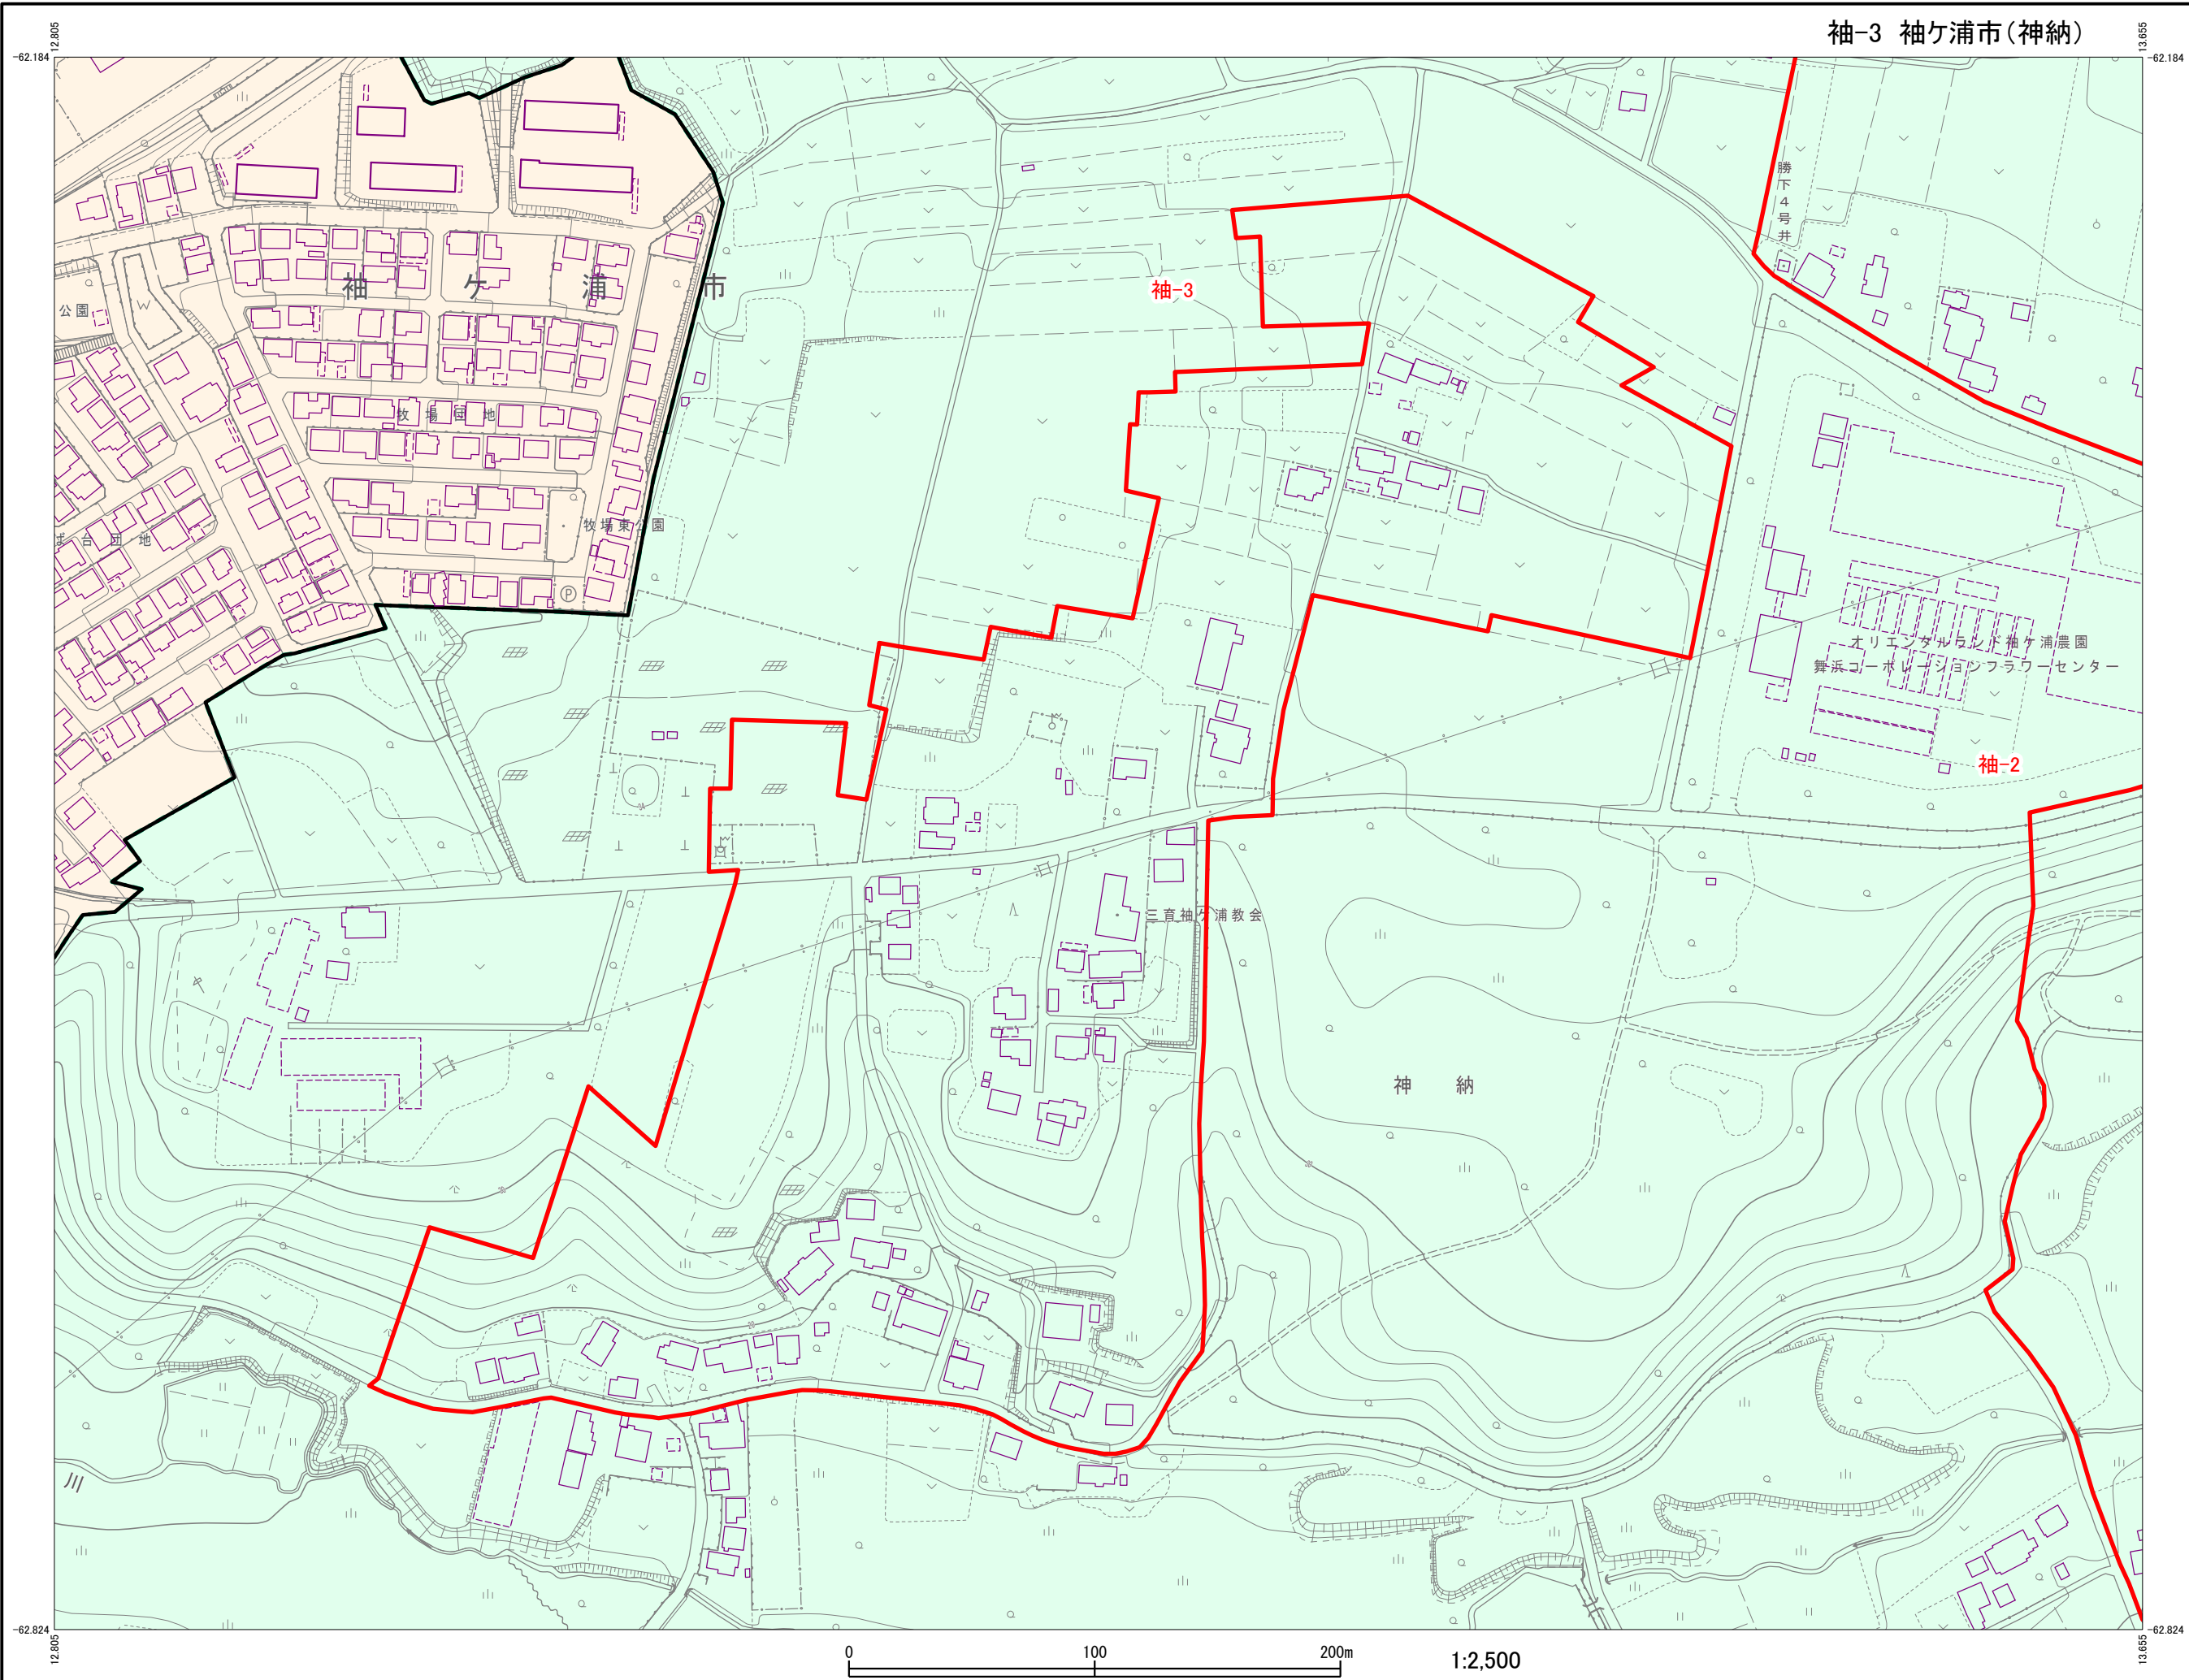 袖-3 袖ケ浦市(神納)
12.805
13.655
-62.184
-62.184
勝下4号井
袖ケ浦市
袖-3
公園
牧場団地
牧場東公園
ば台団地
P
オリエンタルランド袖ケ浦農園
舞浜コーポレーションフラワーセンター
袖-2
三育袖ケ浦教会
神納
川
-62.824
-62.824
12.805
13.655
0 100 200m
1:2,500